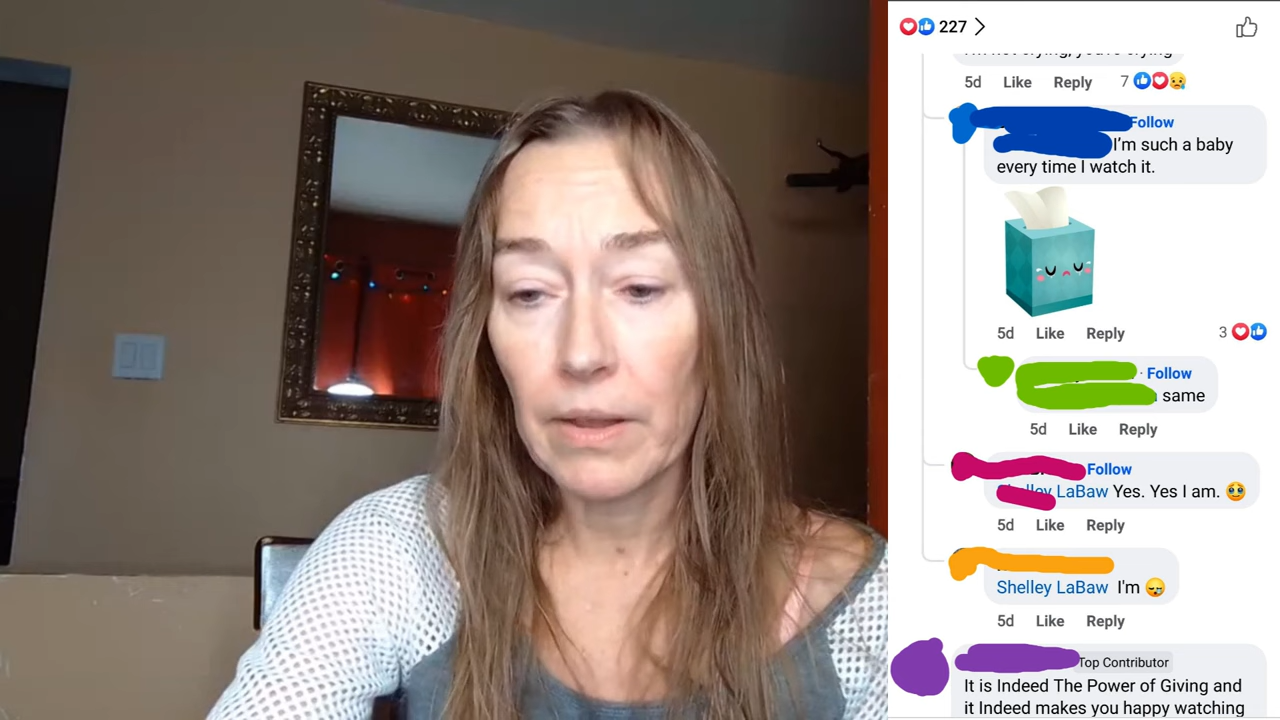 227
5d Like Reply 7
Follow
I'm such a baby
every time I watch it.
5d Like Reply 3
· Follow
same
5d Like Reply
Follow
LaBaw Yes. Yes I am. 🥹
5d Like Reply
Shelley LaBaw I'm 😪
5d Like Reply
Top Contributor
It is Indeed The Power of Giving and
it Indeed makes you happy watching